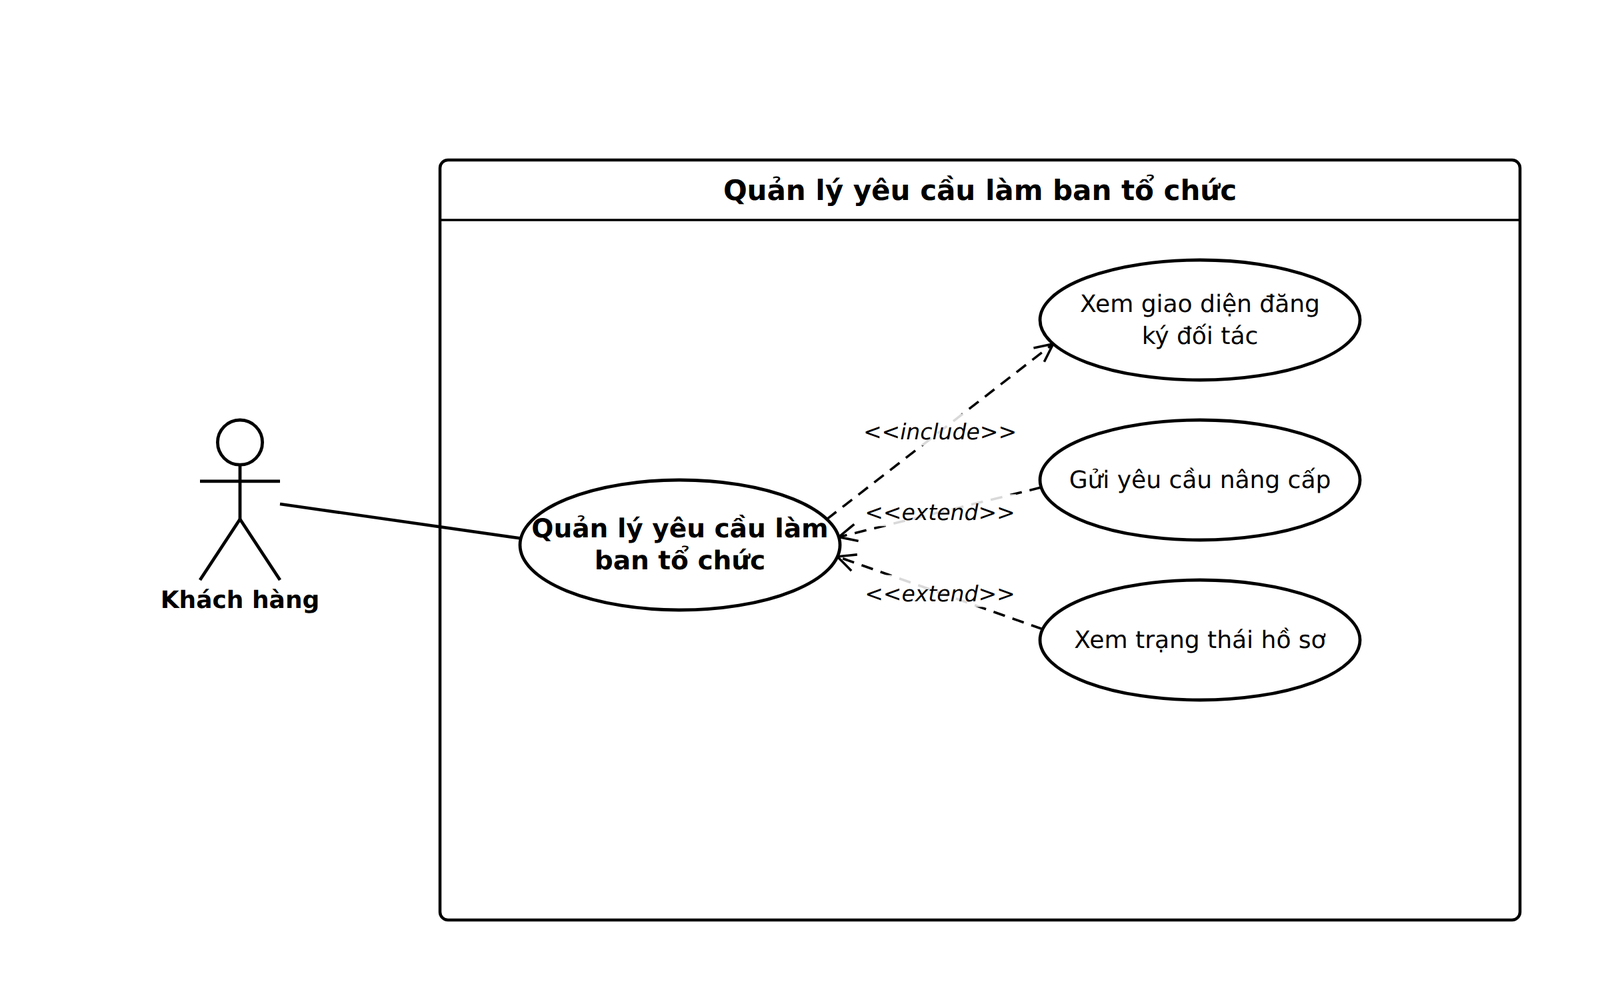 Quản lý yêu cầu làm ban tổ chức
Xem giao diện đăng
ký đối tác
<<include>>
Gửi yêu cầu nâng cấp
<<extend>>
Quản lý yêu cầu làm
ban tổ chức
<<extend>>
Khách hàng
Xem trạng thái hồ sơ